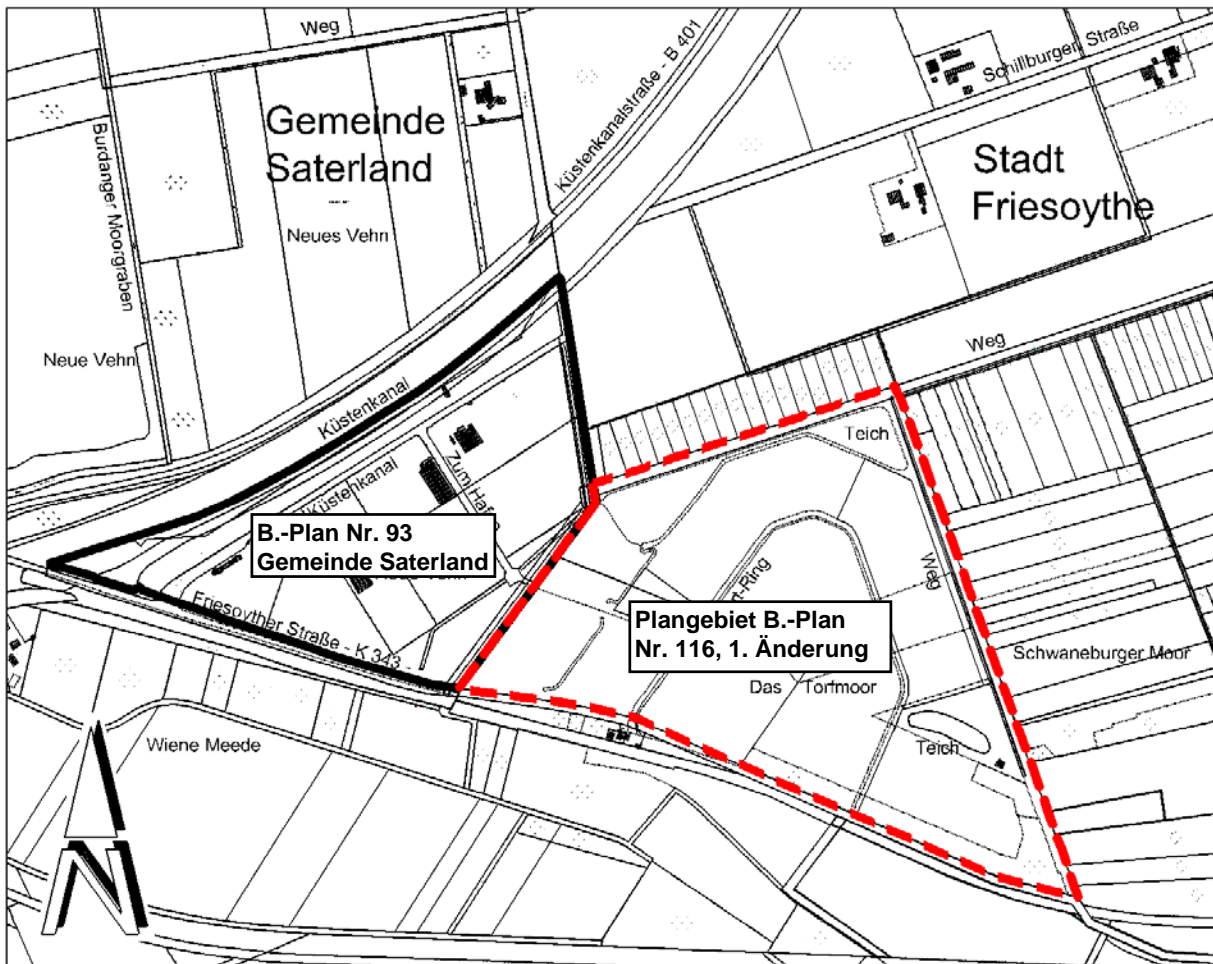 Weg
Gemeinde
Saterland
Burdanger Moorgraben
Neues Vehn
Neue Vehn
Küstenkanalstraße - B 401
Schillburger Straße
Stadt
Friesoythe
Weg
Küstenkanal
Küstenkanal
Teich
B.-Plan Nr. 93
Gemeinde Saterland
Weg
Plangebiet B.-Plan
Nr. 116, 1. Änderung
Friesoyther Straße - K 343 -
Schwaneburger Moor
Das Torfmoor
Wiene Meede
Teich
N